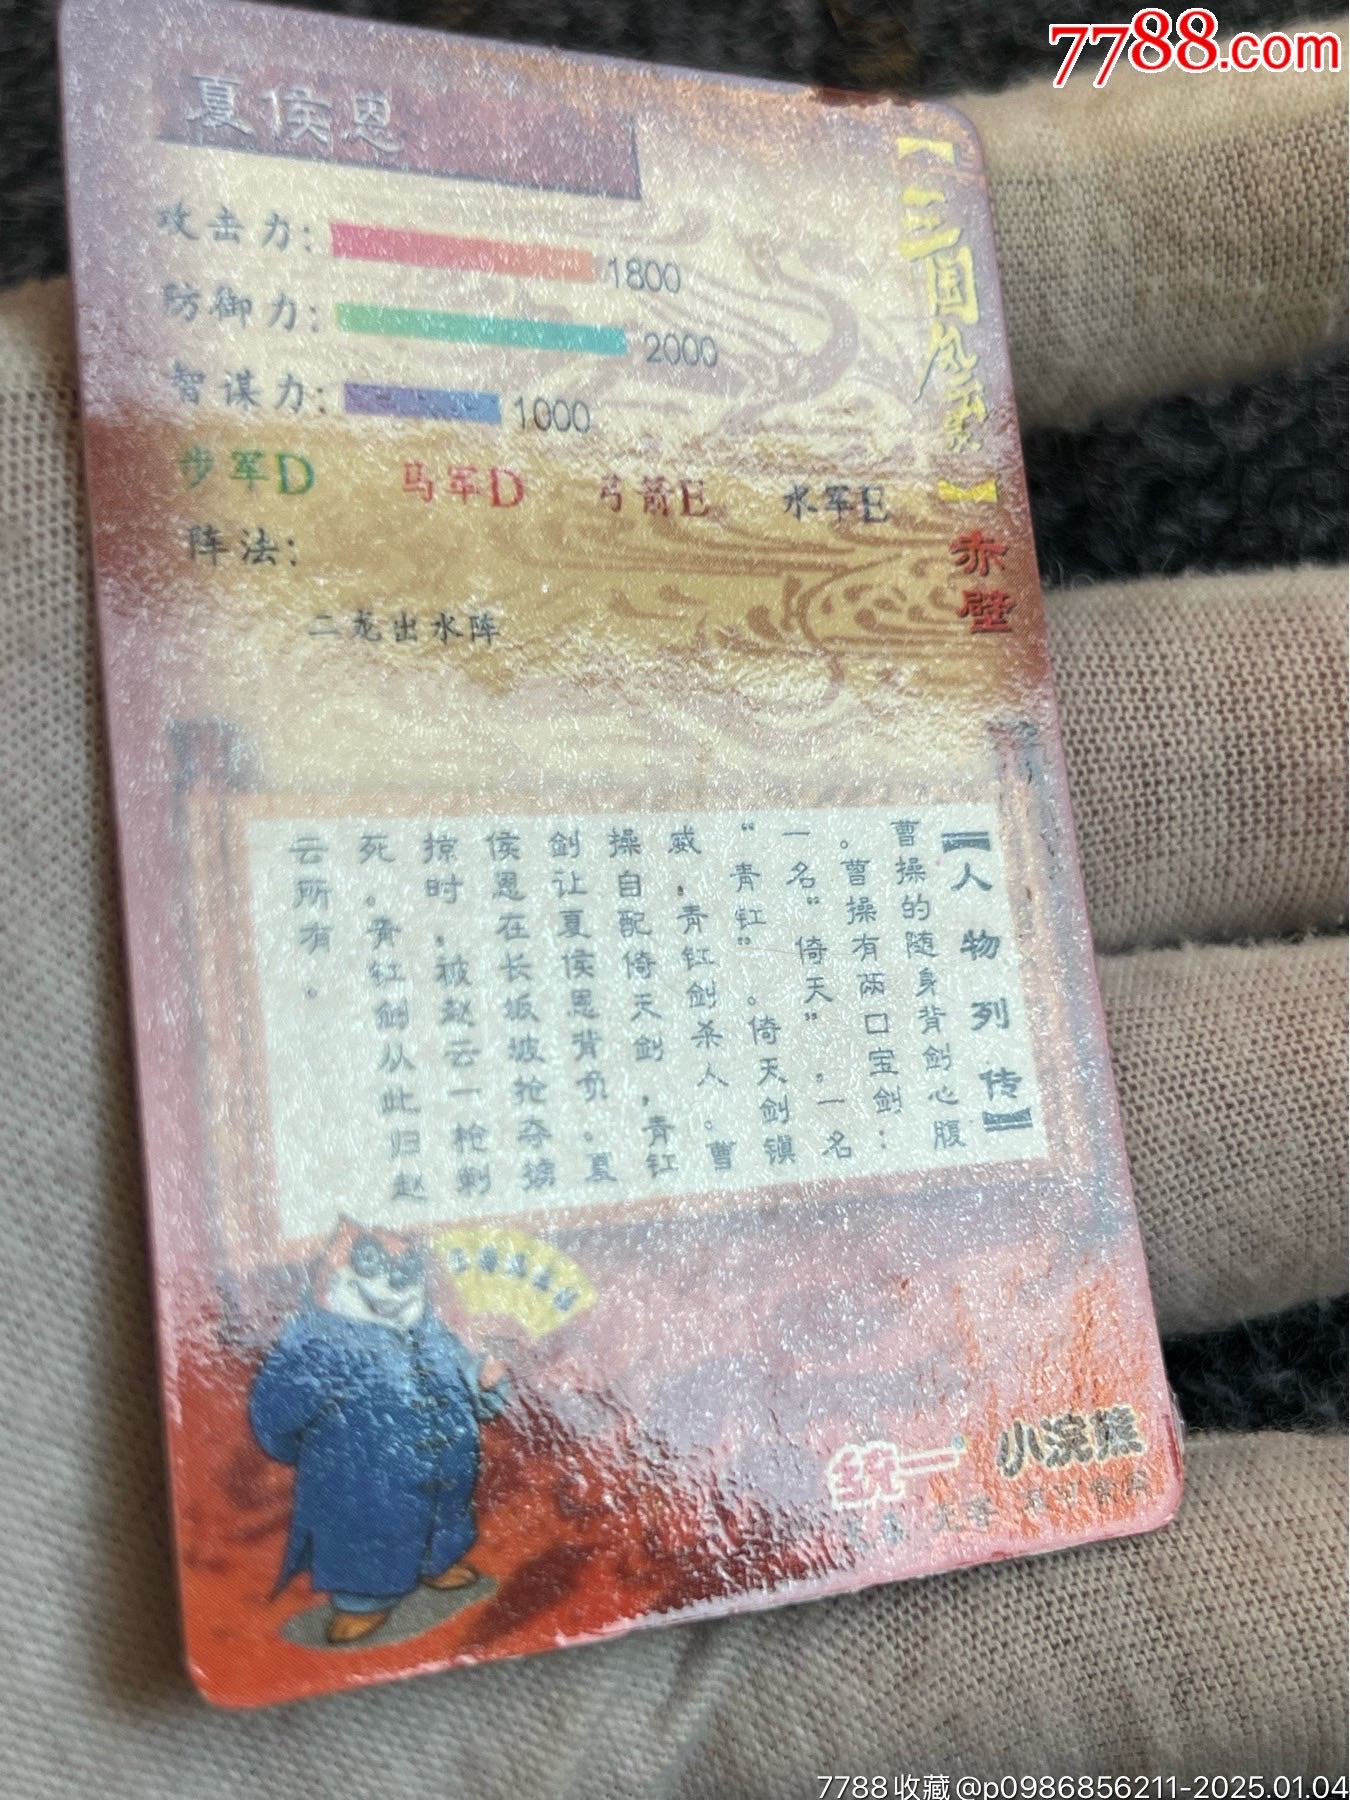 7788.com
夏侯恩
攻击力: 1800
防御力: 2000
智谋力: 1000
步军D 马军D 弓箭E 水军E
阵法:
二龙出水阵
【三国风云】赤壁
【人物列传】
曹操的随身背剑心腹
。曹操有两口宝剑:
一名“倚天”,一名
“青釭”。倚天剑镇
威,青釭剑杀人。曹
操自配倚天剑,青釭
剑让夏侯恩背负。夏
侯恩在长坂坡抢夺掳
掠时,被赵云一枪刺
死。青釭剑从此归赵
云所有。
统一® 小浣熊
7788收藏@p0986856211-2025.01.04